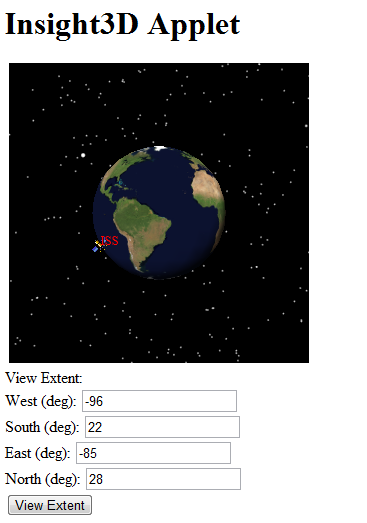 Insight3D Applet
ISS
View Extent:
West (deg): -96
South (deg): 22
East (deg): -85
North (deg): 28
View Extent